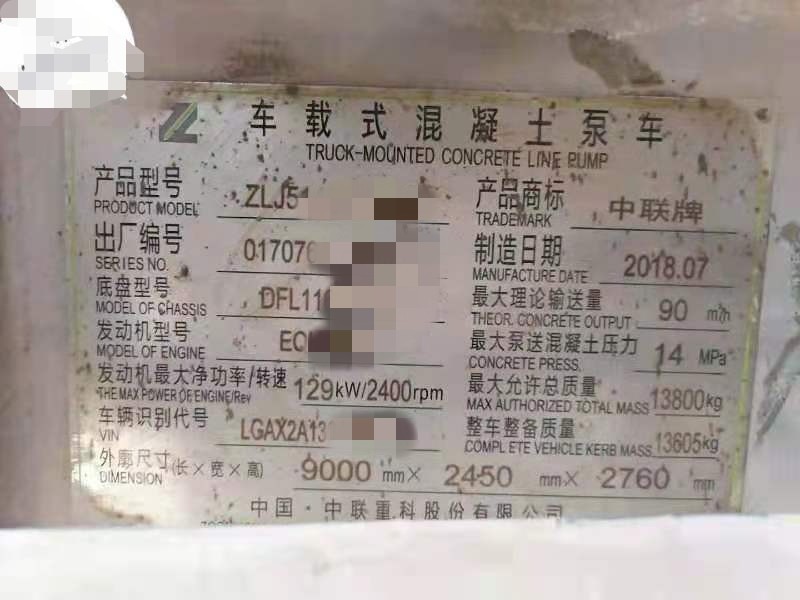 车载式混凝土泵车
TRUCK-MOUNTED CONCRETE LINE PUMP
产品型号 ZLJ51
PRODUCT MODEL
产品商标 中联牌
TRADEMARK
出厂编号 01707
SERIES NO.
制造日期 2018.07
MANUFACTURE DATE
底盘型号 DFL11
MODEL OF CHASSIS
最大理论输送量 90 m³/h
THEOR. CONCRETE OUTPUT
发动机型号 EQ
MODEL OF ENGINE
最大泵送混凝土压力 14 MPa
CONCRETE PRESS.
发动机最大净功率/转速 129kW/2400rpm
THE MAX POWER OF ENGINE/Rev
最大允许总质量 13800kg
MAX AUTHORIZED TOTAL MASS
车辆识别代号 LGAX2A13
VIN
整车整备质量 13605kg
COMPLETE VEHICLE KERB MASS
外廓尺寸(长×宽×高) 9000 mm× 2450 mm× 2760 mm
DIMENSION
中国·中联重科股份有限公司